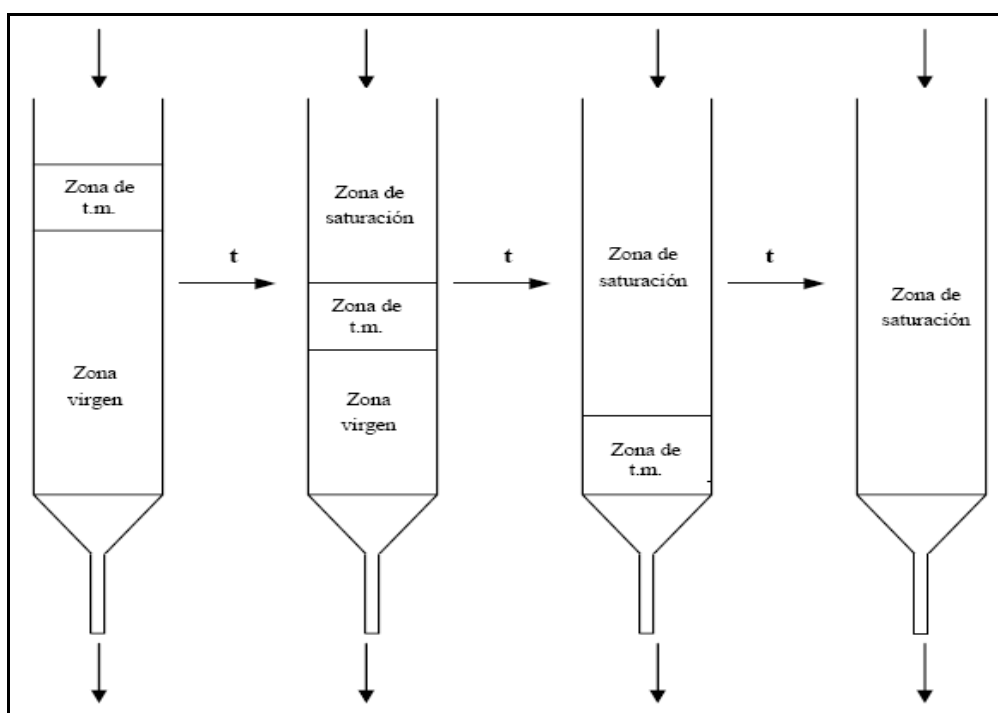 Zona de
t.m.
Zona
virgen
t
Zona de
saturación
Zona de
t.m.
Zona
virgen
t
Zona de
saturación
Zona de
t.m.
t
Zona de
saturación